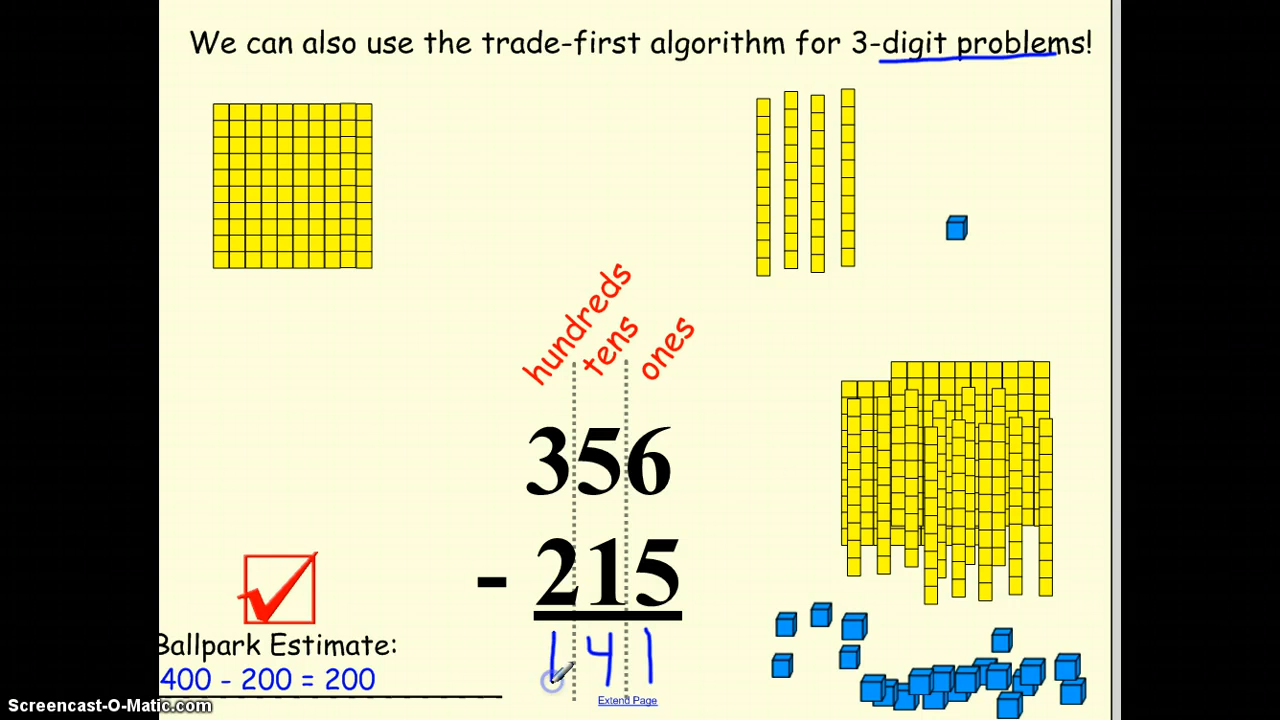 We can also use the trade-first algorithm for 3-digit problems!
hundreds
tens
ones
356
- 215
141
Ballpark Estimate:
400 - 200 = 200
Extend Page
Screencast-O-Matic.com